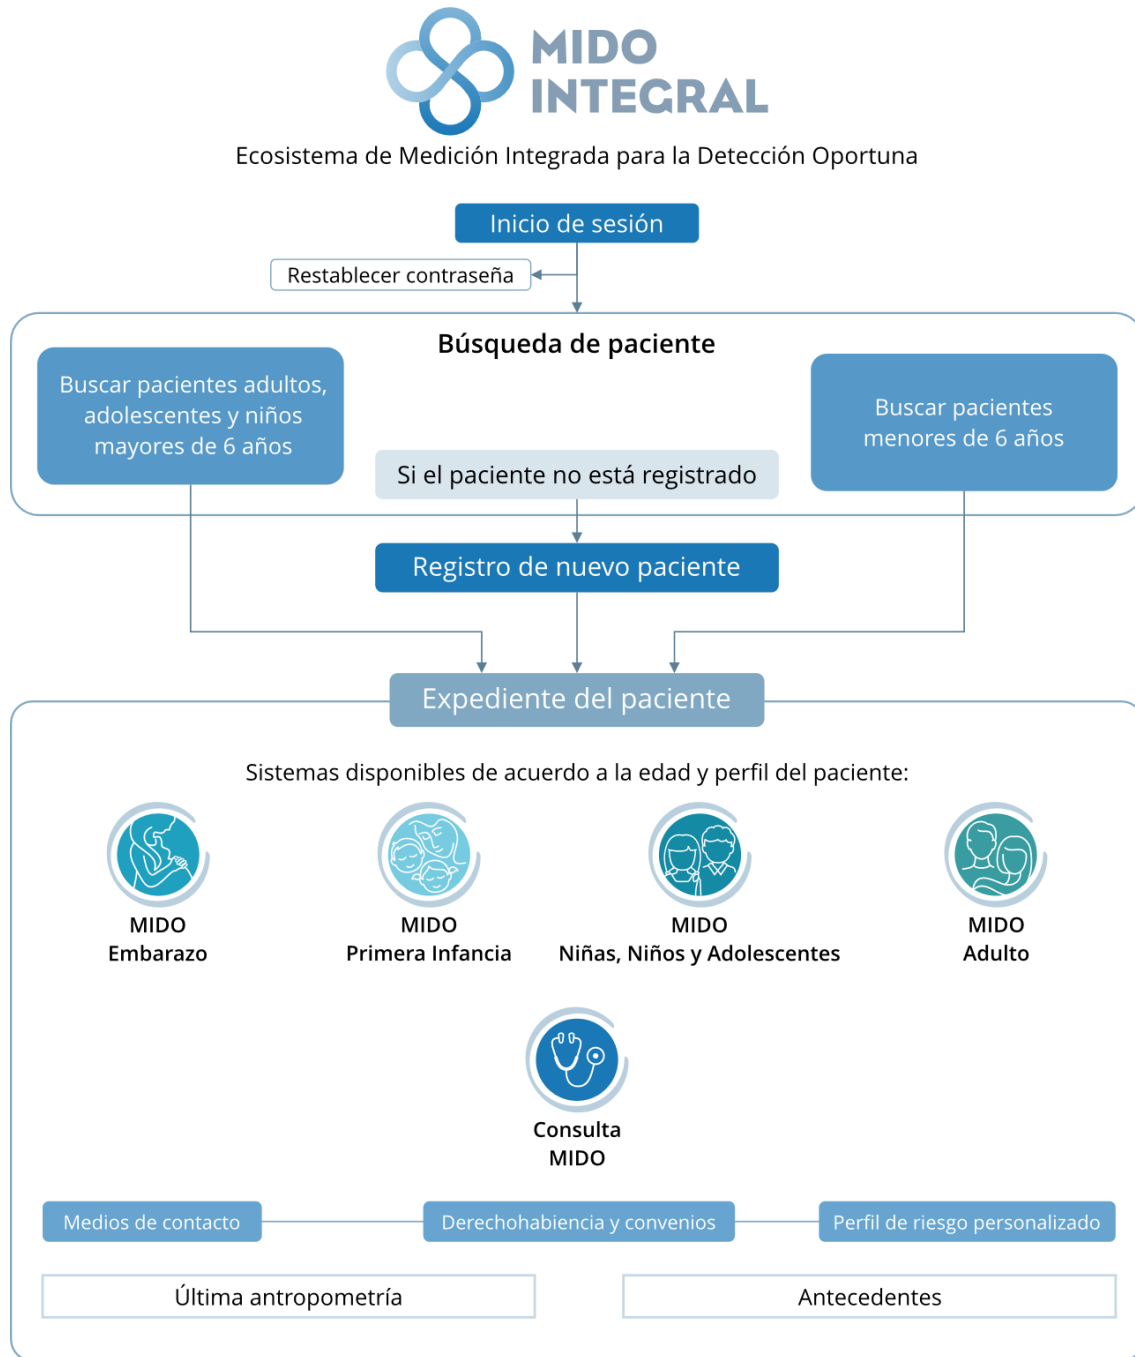 MIDO
INTEGRAL
Ecosistema de Medición Integrada para la Detección Oportuna
Inicio de sesión
Restablecer contraseña
Búsqueda de paciente
Buscar pacientes adultos,
adolescentes y niños
mayores de 6 años
Buscar pacientes
menores de 6 años
Si el paciente no está registrado
Registro de nuevo paciente
Expediente del paciente
Sistemas disponibles de acuerdo a la edad y perfil del paciente:
MIDO
Embarazo
MIDO
Primera Infancia
MIDO
Niñas, Niños y Adolescentes
MIDO
Adulto
Consulta
MIDO
Medios de contacto
Derechohabiencia y convenios
Perfil de riesgo personalizado
Última antropometría
Antecedentes